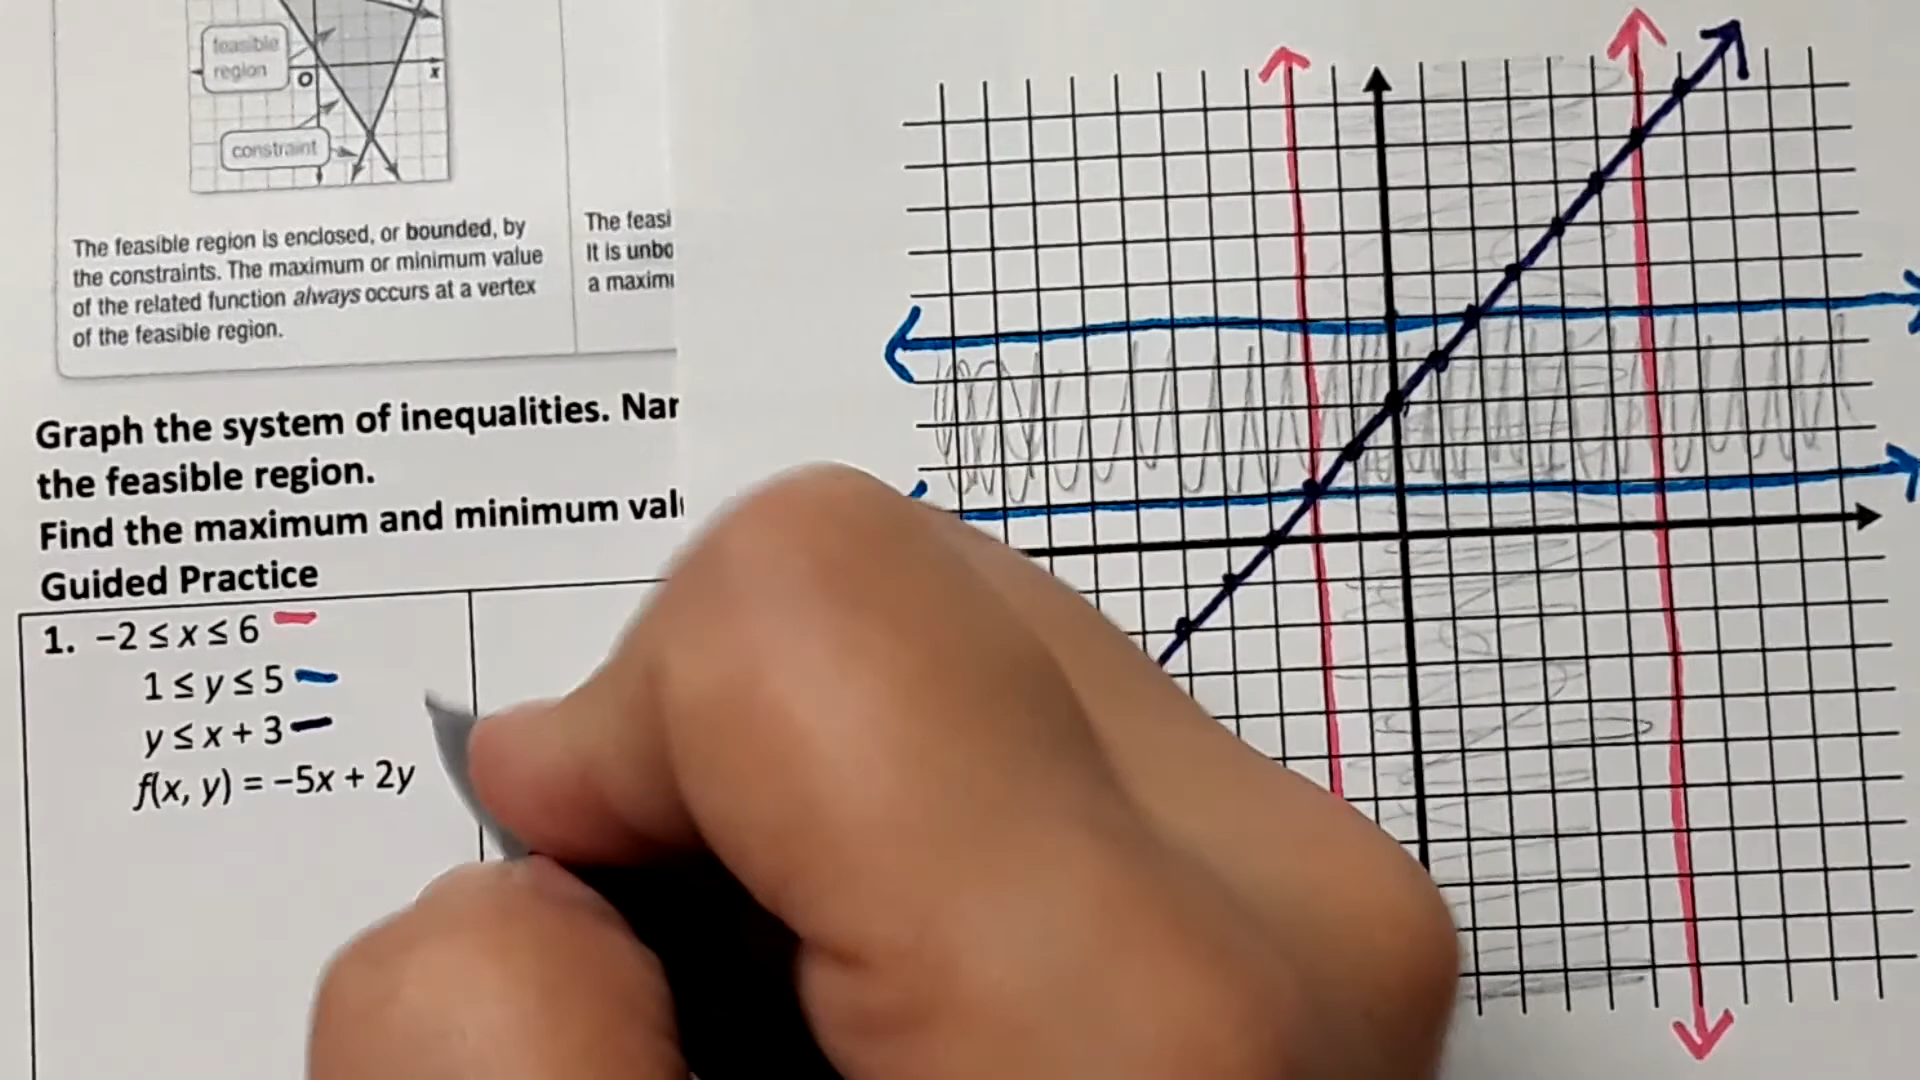 feasible
region
O
x
constraint
The feasible region is enclosed, or bounded, by
the constraints. The maximum or minimum value
of the related function always occurs at a vertex
of the feasible region.
The feasi
It is unbo
a maxim
Graph the system of inequalities. Nar
the feasible region.
Find the maximum and minimum val
Guided Practice
1. −2 ≤ x ≤ 6
1 ≤ y ≤ 5
y ≤ x + 3
f(x, y) = −5x + 2y